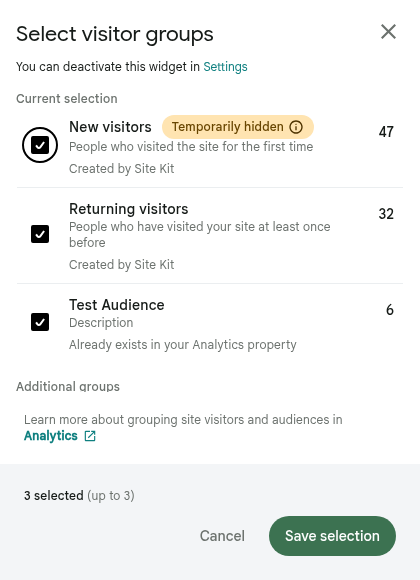 Select visitor groups
You can deactivate this widget in Settings
Current selection
New visitors Temporarily hidden
47
People who visited the site for the first time
Created by Site Kit
Returning visitors
32
People who have visited your site at least once
before
Created by Site Kit
Test Audience
6
Description
Already exists in your Analytics property
Additional groups
Learn more about grouping site visitors and audiences in
Analytics
3 selected (up to 3)
Cancel
Save selection